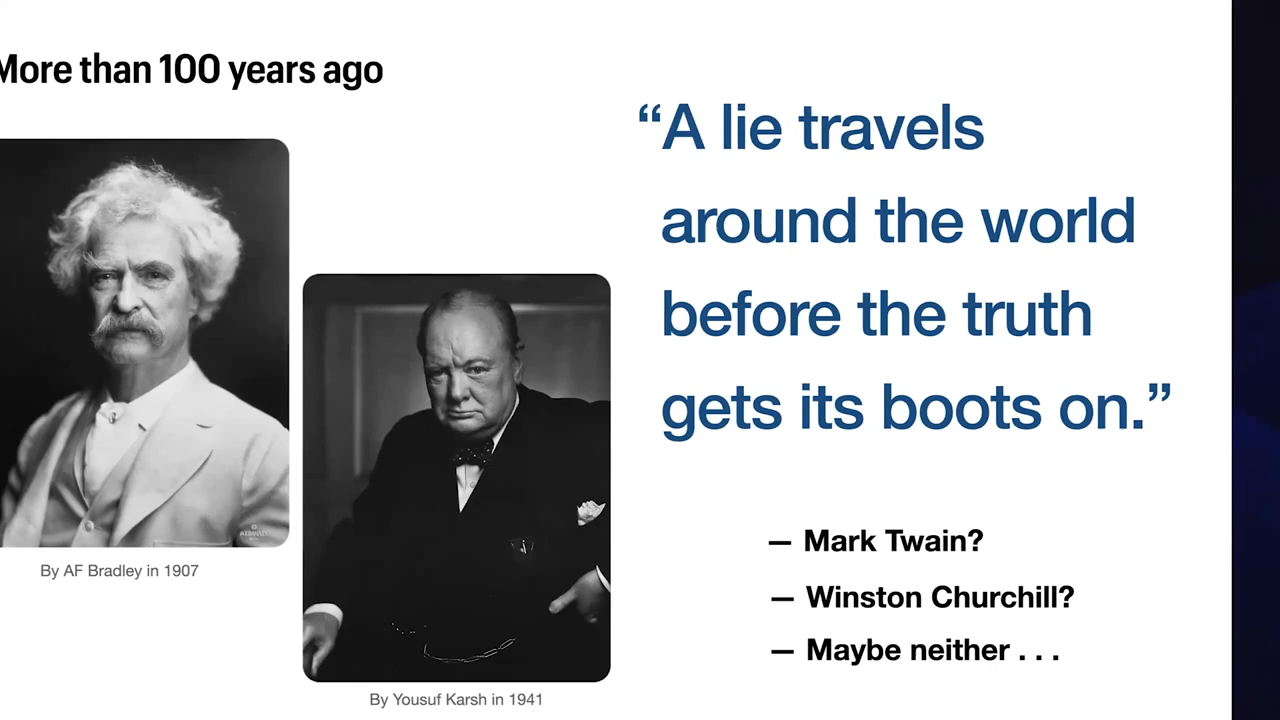 More than 100 years ago
“A lie travels
around the world
before the truth
gets its boots on.”
— Mark Twain?
— Winston Churchill?
— Maybe neither . . .
By AF Bradley in 1907
By Yousuf Karsh in 1941